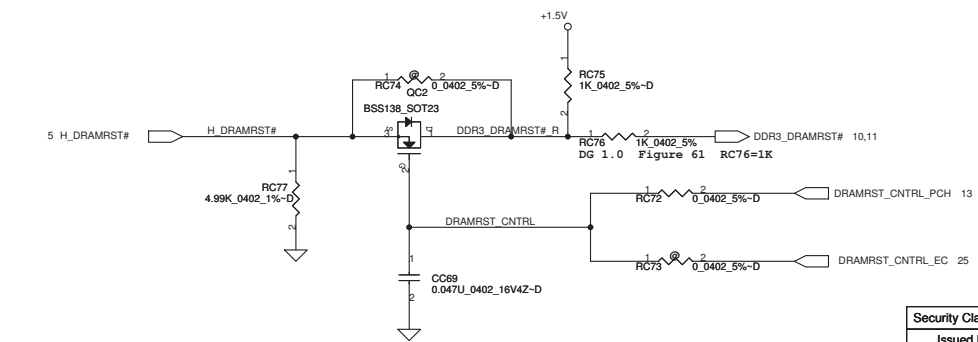 +1.5V
1
RC75
1K_0402_5%~D
2
1 @ 2
RC74 0_0402_5%~D
QC2
BSS138_SOT23
5 H_DRAMRST#
H_DRAMRST#
3 S
D 1
DDR3_DRAMRST#_R
1 2
RC76 1K_0402_5%
DDR3_DRAMRST# 10,11
DG 1.0 Figure 61 RC76=1K
G 2
1
RC77
4.99K_0402_1%~D
2
1 2
RC72 0_0402_5%~D
DRAMRST_CNTRL_PCH 13
DRAMRST_CNTRL
1 @ 2
RC73 0_0402_5%~D
DRAMRST_CNTRL_EC 25
1
CC69
0.047U_0402_16V4Z~D
2
Security Cla
Issued